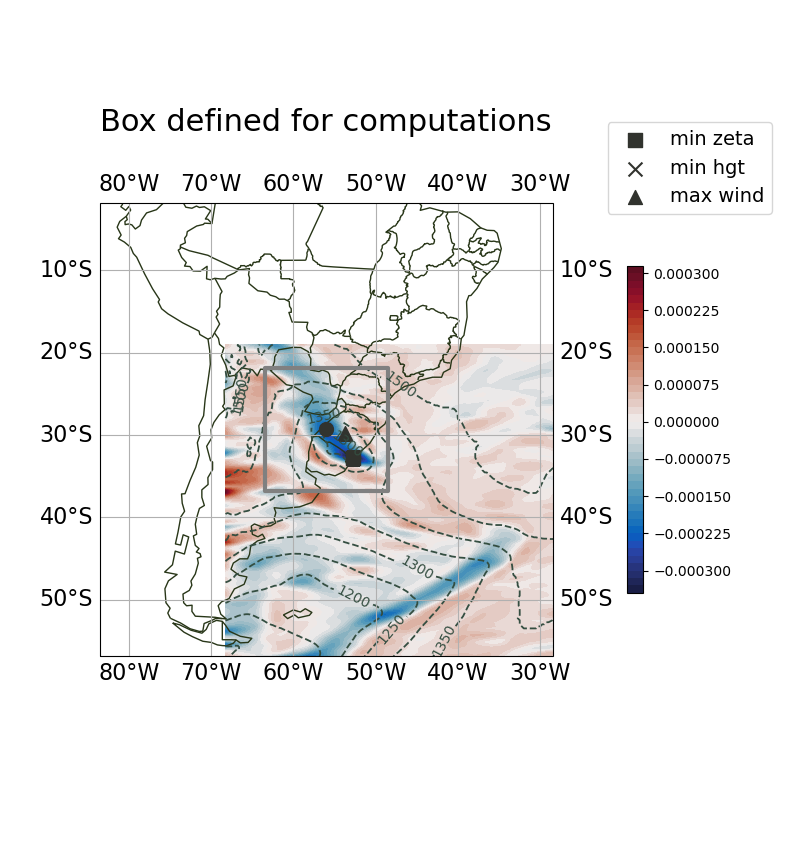 Box defined for computations
min zeta
min hgt
max wind
80°W 70°W 60°W 50°W 40°W 30°W
10°S 10°S
20°S 20°S
30°S 30°S
40°S 40°S
50°S 50°S
80°W 70°W 60°W 50°W 40°W 30°W
1500
1500
1300
1200
1250
1350
0.000300
0.000225
0.000150
0.000075
0.000000
−0.000075
−0.000150
−0.000225
−0.000300